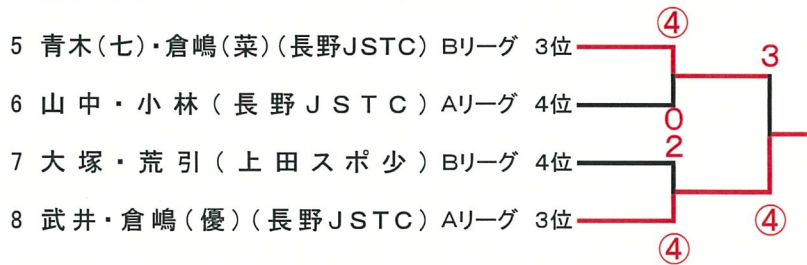 ④
5 青木(七)・倉嶋(菜)(長野JSTC) Bリーグ 3位
3
6 山中・小林(長野JSTC) Aリーグ 4位
0
2
7 大塚・荒引(上田スポ少) Bリーグ 4位
8 武井・倉嶋(優)(長野JSTC) Aリーグ 3位
④
④